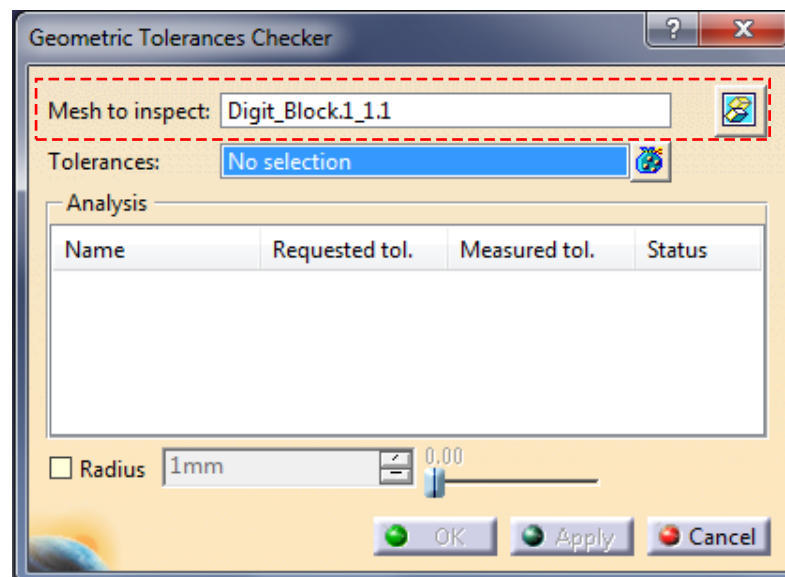 Geometric Tolerances Checker
?
X
Mesh to inspect: Digit_Block.1_1.1
Tolerances: No selection
Analysis
Name Requested tol. Measured tol. Status
Radius 1mm 0.00
OK Apply Cancel